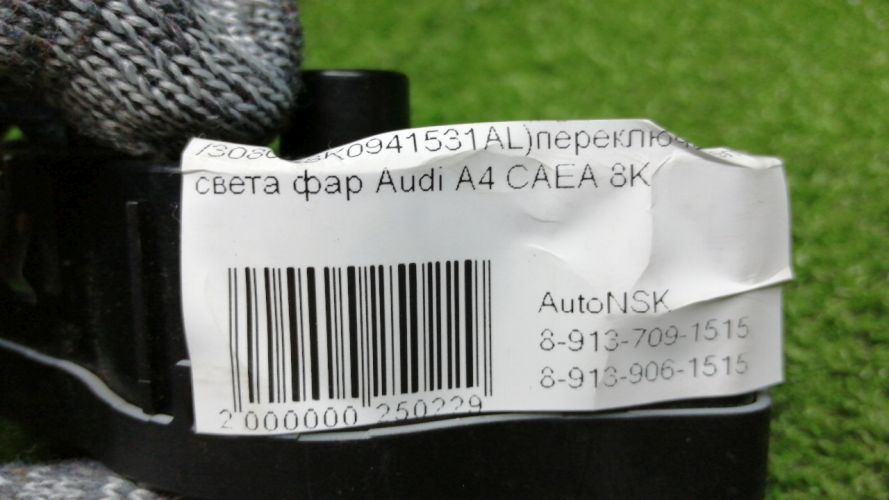 8K0941531AL)переключ
света фар Audi A4 CAEA 8K
AutoNSK
8-913-709-1515
8-913-906-1515
2 000000 250229